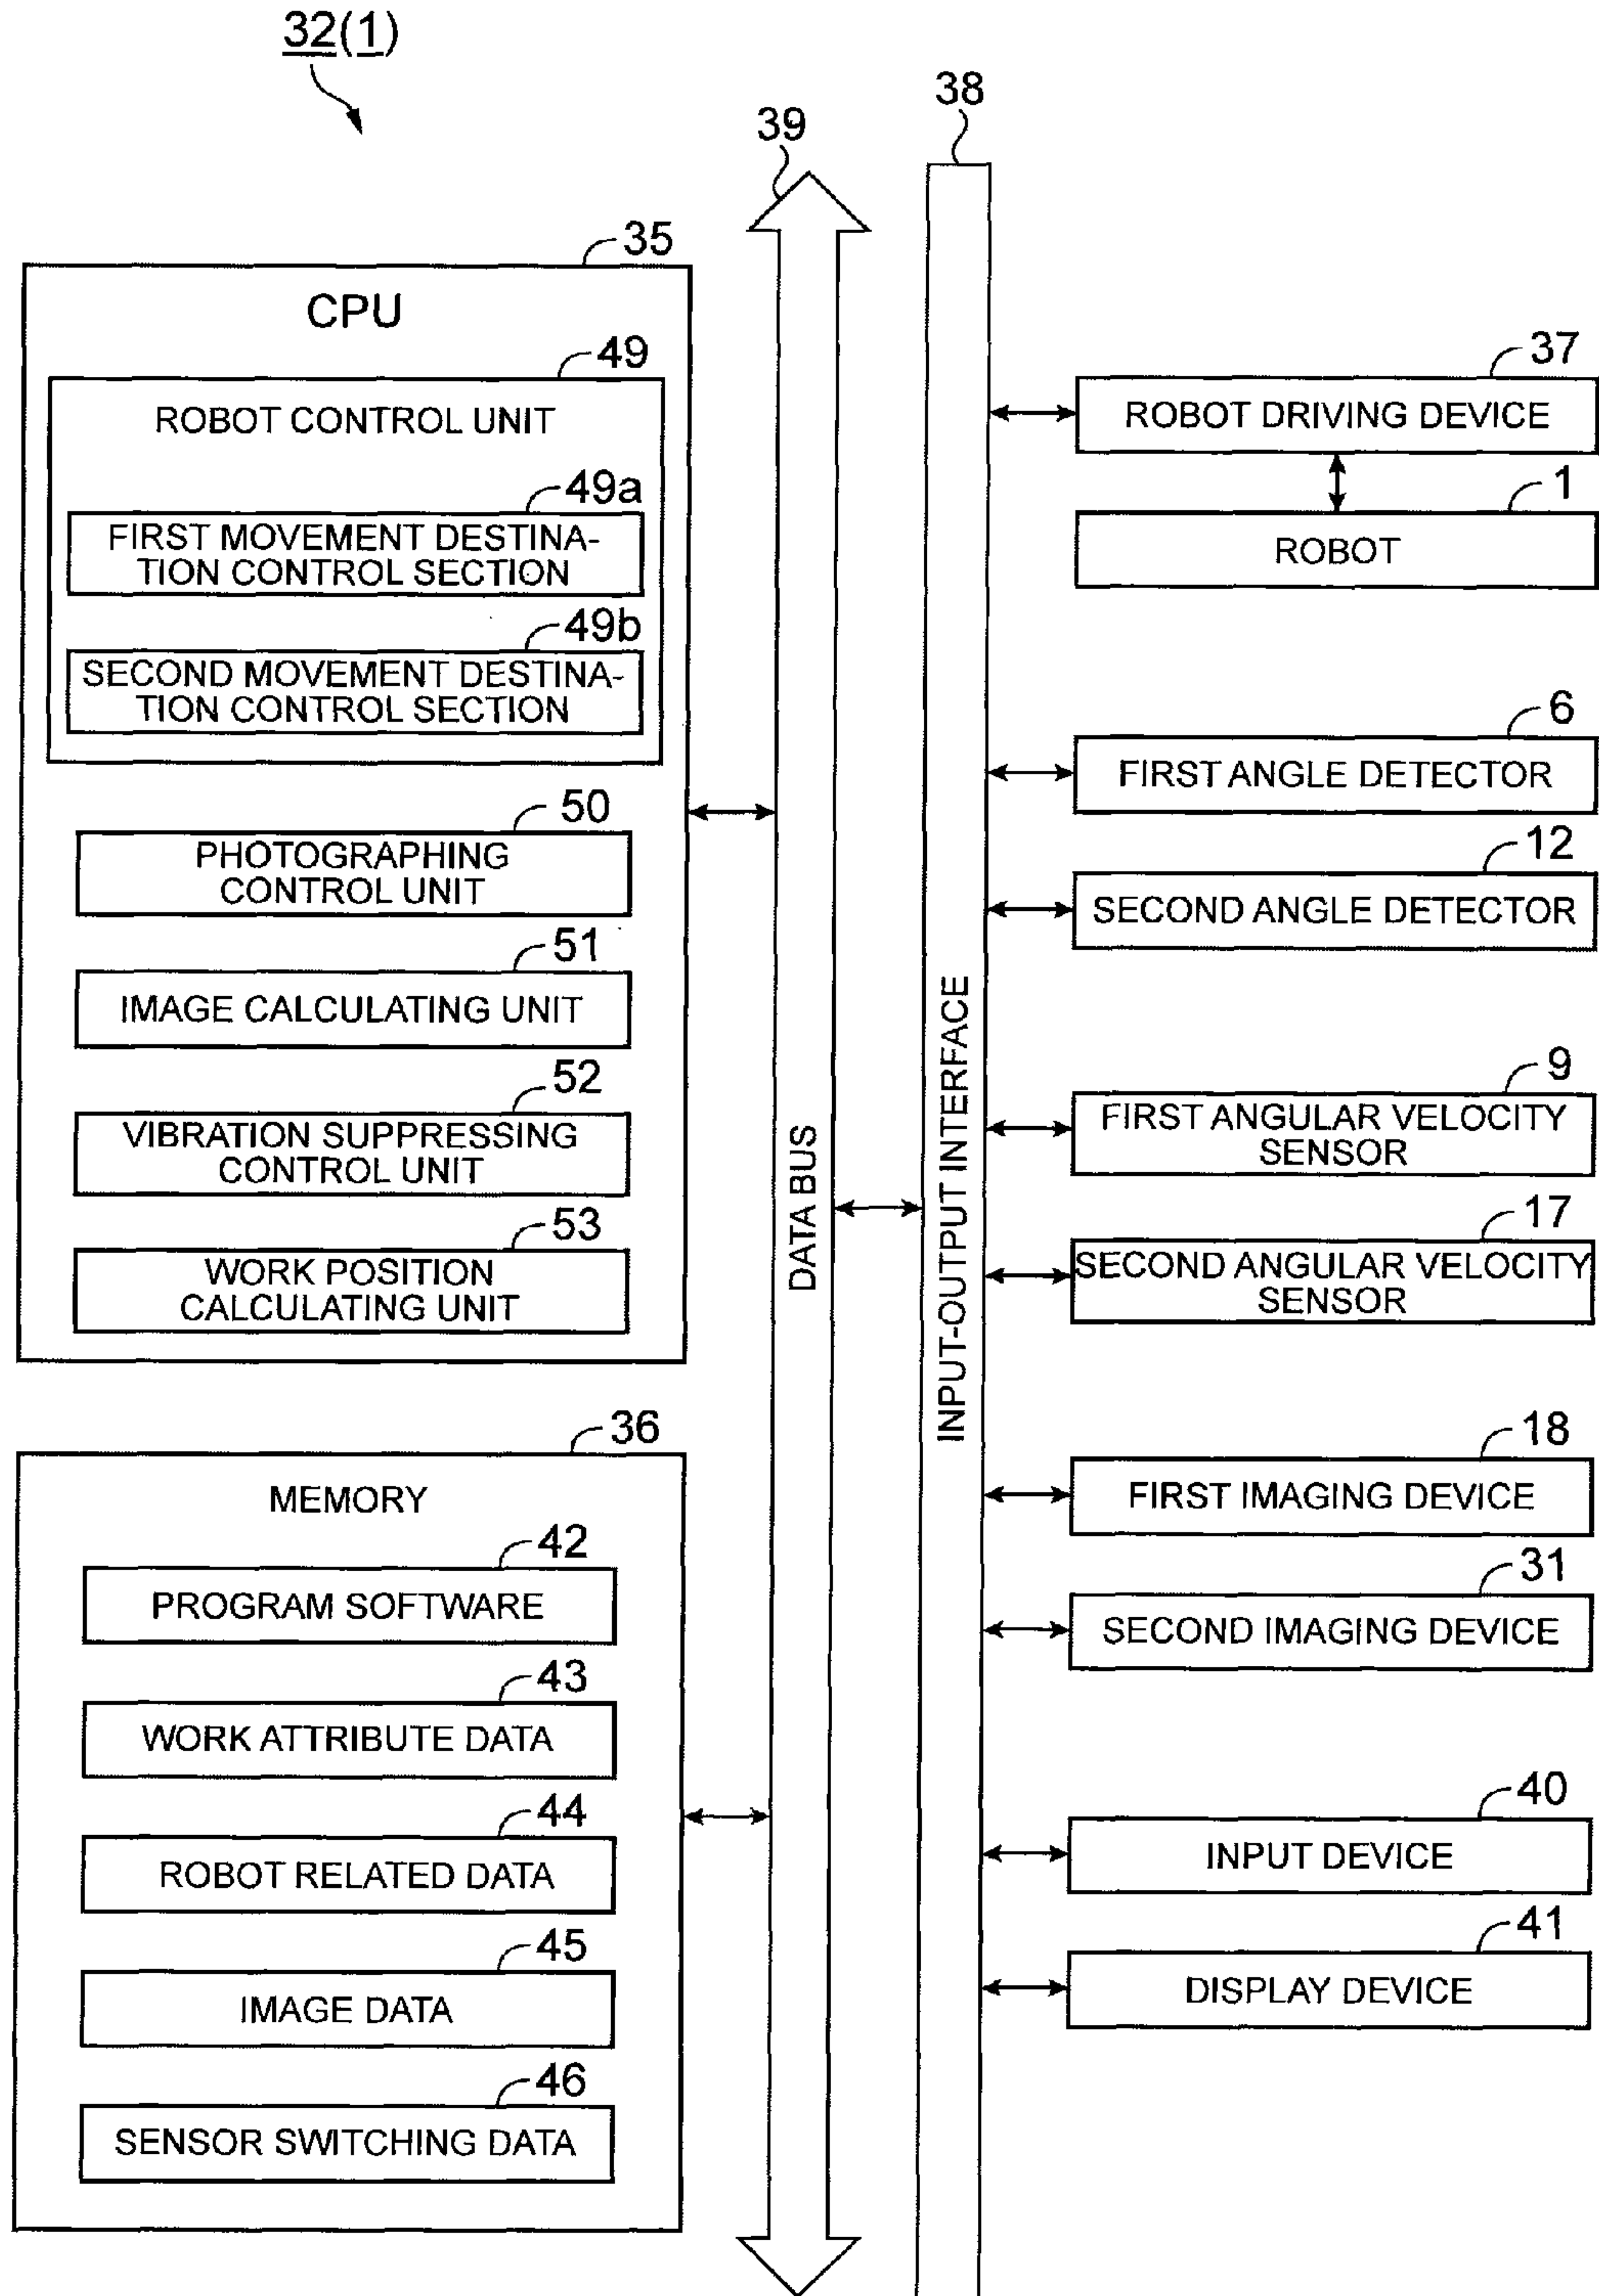 32(1)
38
39
35
CPU
49
ROBOT CONTROL UNIT
49a
FIRST MOVEMENT DESTINA-
TION CONTROL SECTION
49b
SECOND MOVEMENT DESTINA-
TION CONTROL SECTION
50
PHOTOGRAPHING
CONTROL UNIT
51
IMAGE CALCULATING UNIT
52
VIBRATION SUPPRESSING
CONTROL UNIT
53
WORK POSITION
CALCULATING UNIT
36
MEMORY
42
PROGRAM SOFTWARE
43
WORK ATTRIBUTE DATA
44
ROBOT RELATED DATA
45
IMAGE DATA
46
SENSOR SWITCHING DATA
DATA BUS
INPUT-OUTPUT INTERFACE
37
ROBOT DRIVING DEVICE
1
ROBOT
6
FIRST ANGLE DETECTOR
12
SECOND ANGLE DETECTOR
9
FIRST ANGULAR VELOCITY
SENSOR
17
SECOND ANGULAR VELOCITY
SENSOR
18
FIRST IMAGING DEVICE
31
SECOND IMAGING DEVICE
40
INPUT DEVICE
41
DISPLAY DEVICE